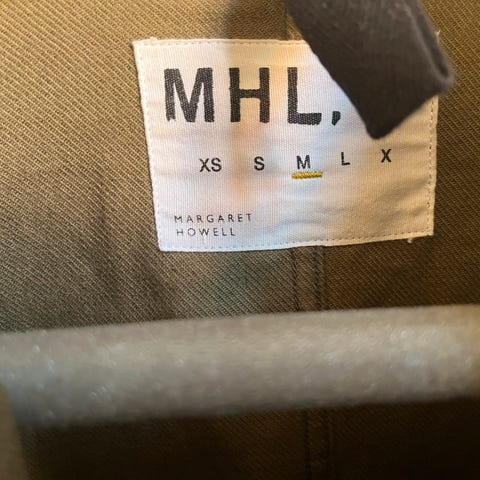 MHL.
XS S M L X
MARGARET
HOWELL